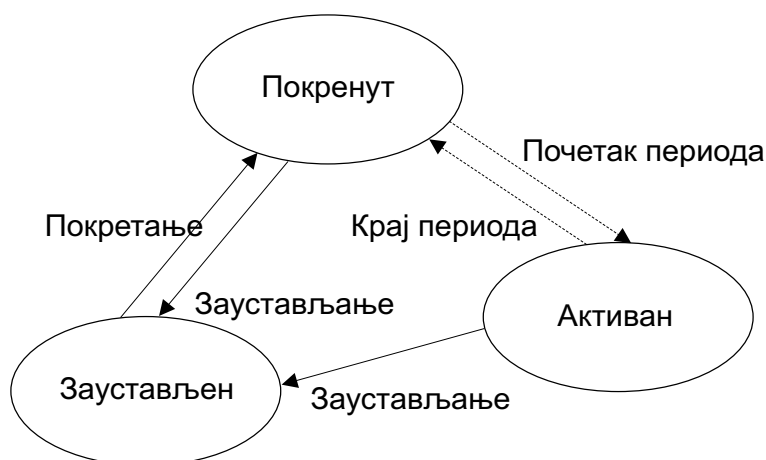 Покренут
Почетак периода
Покретање
Крај периода
Заустављање
Активан
Заустављен
Заустављање